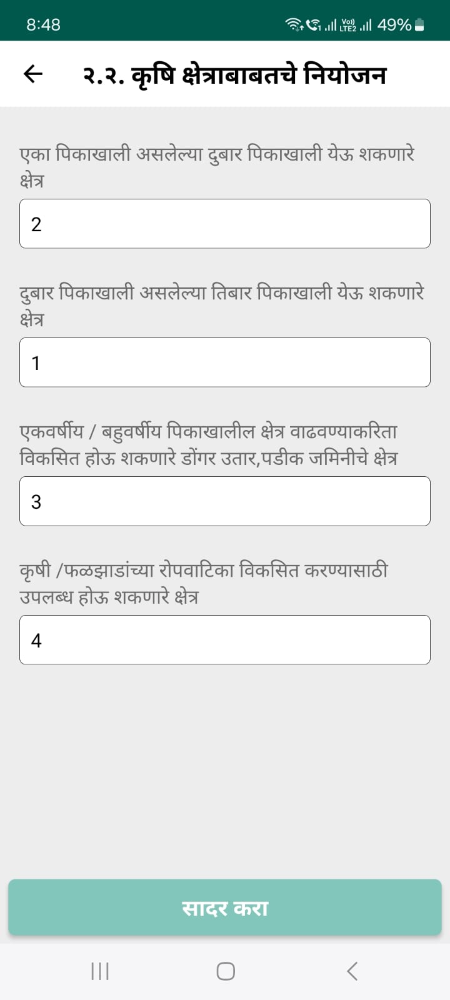 8:48
1 Vo)) LTE2 49%
२.२. कृषि क्षेत्राबाबतचे नियोजन
एका पिकाखाली असलेल्या दुबार पिकाखाली येऊ शकणारे
क्षेत्र
2
दुबार पिकाखाली असलेल्या तिबार पिकाखाली येऊ शकणारे
क्षेत्र
1
एकवर्षीय / बहुवर्षीय पिकाखालील क्षेत्र वाढवण्याकरिता
विकसित होऊ शकणारे डोंगर उतार,पडीक जमिनीचे क्षेत्र
3
कृषी /फळझाडांच्या रोपवाटिका विकसित करण्यासाठी
उपलब्ध होऊ शकणारे क्षेत्र
4
सादर करा